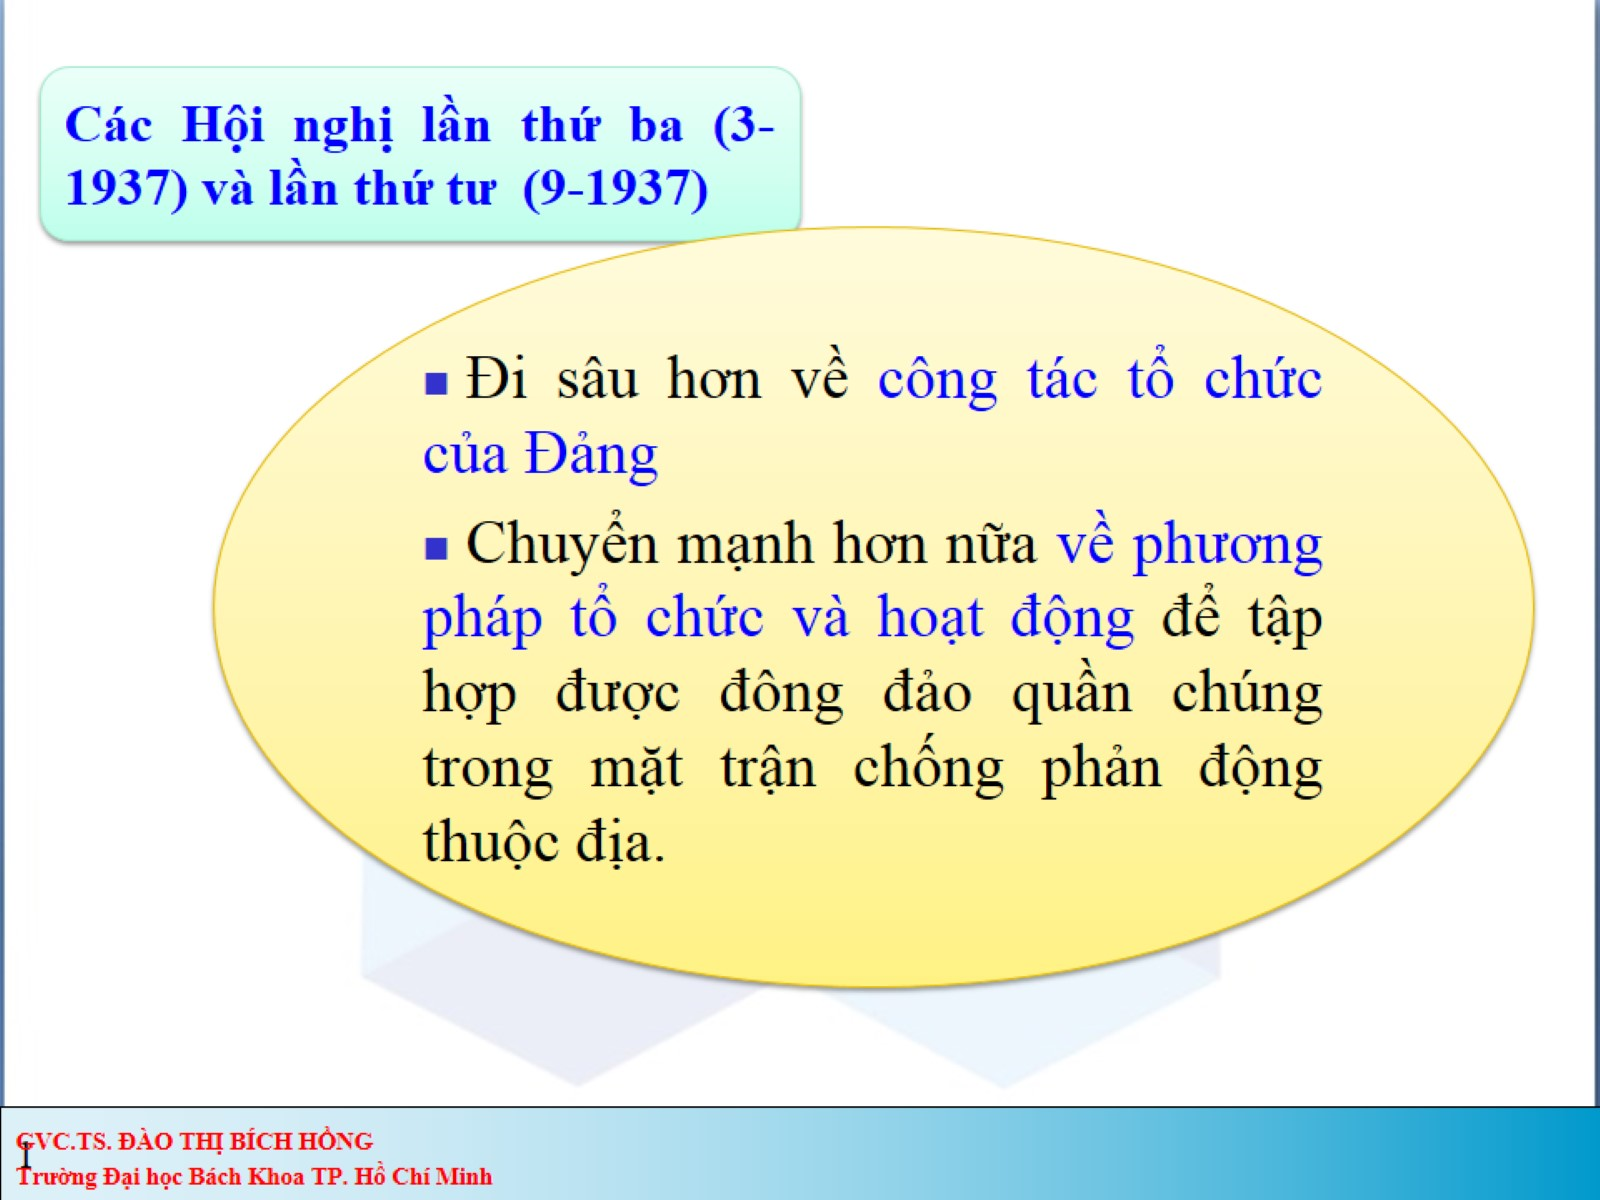 Các Hội nghị lần thứ ba (3-
1937) và lần thứ tư (9-1937)
▪ Đi sâu hơn về công tác tổ chức
của Đảng
▪ Chuyển mạnh hơn nữa về phương
pháp tổ chức và hoạt động để tập
hợp được đông đảo quần chúng
trong mặt trận chống phản động
thuộc địa.
GVC.TS. ĐÀO THỊ BÍCH HỒNG
1
Trường Đại học Bách Khoa TP. Hồ Chí Minh